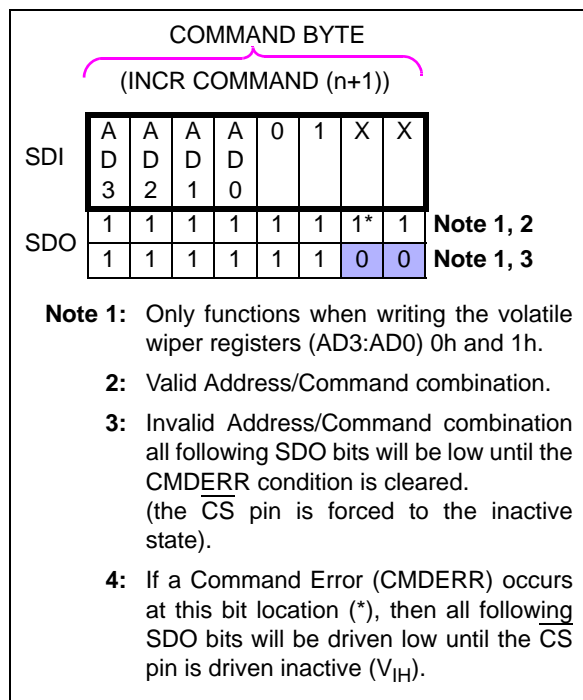 COMMAND BYTE
(INCR COMMAND (n+1))
SDI
A A A A 0 1 X X
D D D D
3 2 1 0
SDO
1 1 1 1 1 1 1* 1 Note 1, 2
1 1 1 1 1 1 0 0 Note 1, 3
Note 1: Only functions when writing the volatile
wiper registers (AD3:AD0) 0h and 1h.
2: Valid Address/Command combination.
3: Invalid Address/Command combination
all following SDO bits will be low until the
CMDERR condition is cleared.
(the C̅S̅ pin is forced to the inactive
state).
4: If a Command Error (CMDERR) occurs
at this bit location (*), then all following
SDO bits will be driven low until the C̅S̅
pin is driven inactive (VIH).